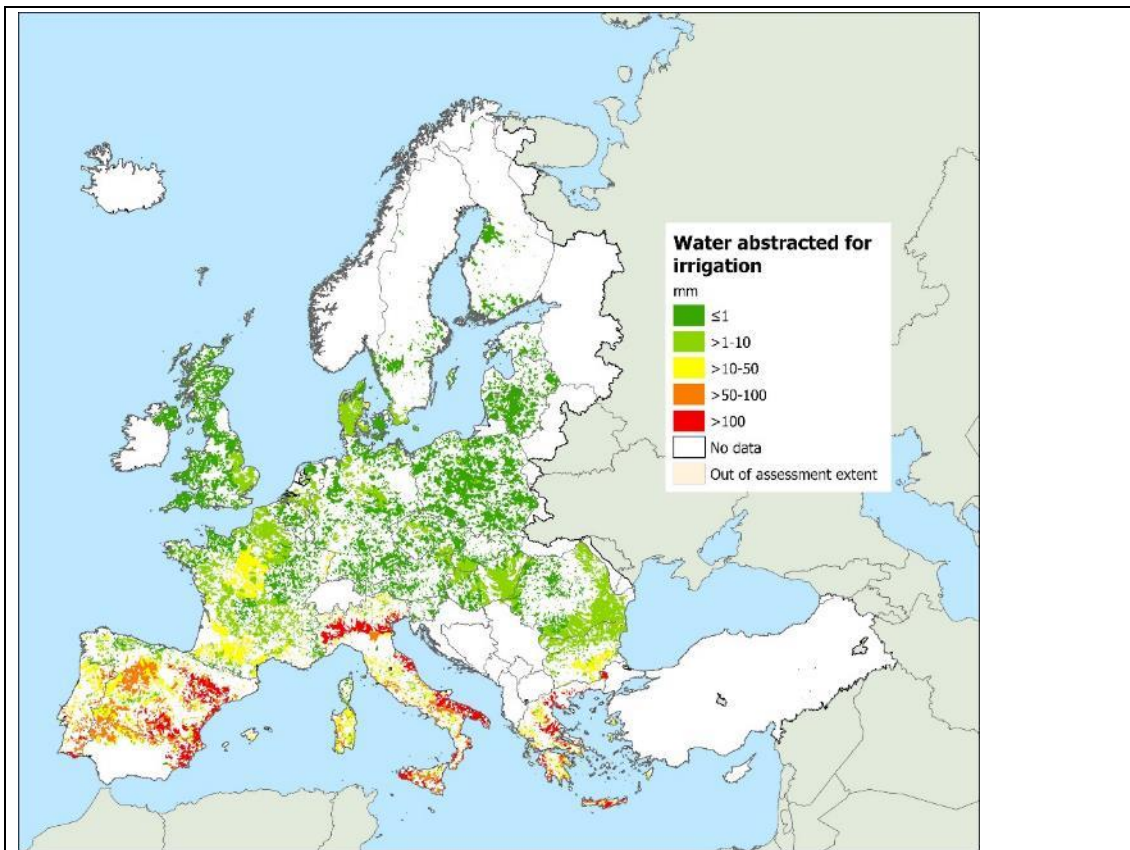 Water abstracted for
irrigation
mm
≤1
>1-10
>10-50
>50-100
>100
No data
Out of assessment extent